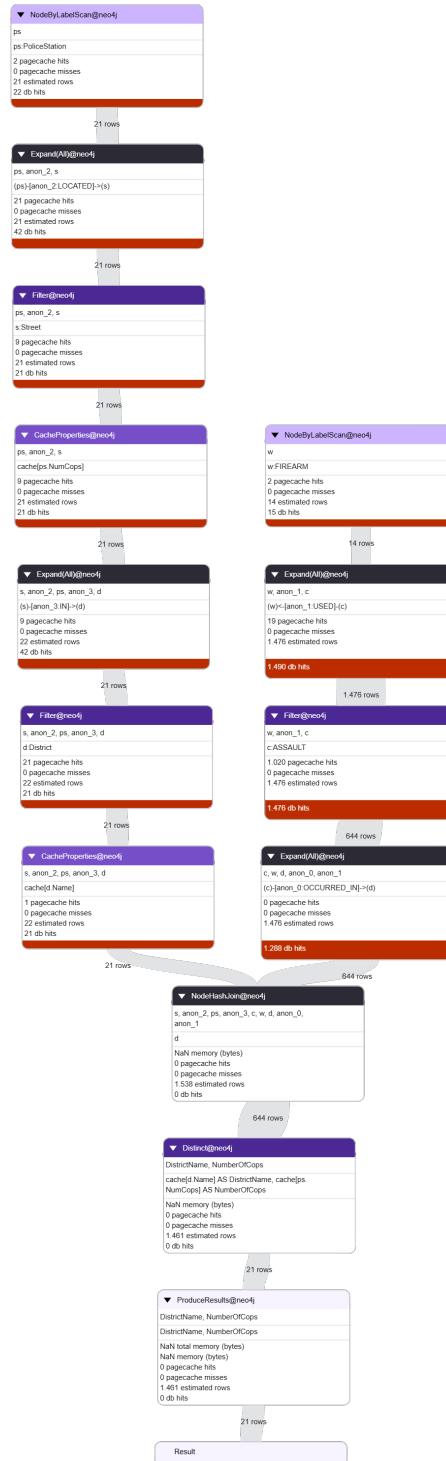 ▼ NodeByLabelScan@neo4j
ps
ps:PoliceStation
2 pagecache hits
0 pagecache misses
21 estimated rows
22 db hits
21 rows
▼ Expand(All)@neo4j
ps, anon_2, s
(ps)-[anon_2:LOCATED]->(s)
21 pagecache hits
0 pagecache misses
21 estimated rows
42 db hits
21 rows
▼ Filter@neo4j
ps, anon_2, s
s:Street
9 pagecache hits
0 pagecache misses
21 estimated rows
21 db hits
21 rows
▼ CacheProperties@neo4j
ps, anon_2, s
cache[ps.NumCops]
9 pagecache hits
0 pagecache misses
21 estimated rows
21 db hits
21 rows
▼ Expand(All)@neo4j
s, anon_2, ps, anon_3, d
(s)-[anon_3:IN]->(d)
9 pagecache hits
0 pagecache misses
22 estimated rows
42 db hits
21 rows
▼ Filter@neo4j
s, anon_2, ps, anon_3, d
d:District
21 pagecache hits
0 pagecache misses
22 estimated rows
21 db hits
21 rows
▼ CacheProperties@neo4j
s, anon_2, ps, anon_3, d
cache[d.Name]
1 pagecache hits
0 pagecache misses
22 estimated rows
21 db hits
21 rows
▼ NodeByLabelScan@neo4j
w
w:FIREARM
2 pagecache hits
0 pagecache misses
14 estimated rows
15 db hits
14 rows
▼ Expand(All)@neo4j
w, anon_1, c
(w)<-[anon_1:USED]-(c)
19 pagecache hits
0 pagecache misses
1.476 estimated rows
1.490 db hits
1.476 rows
▼ Filter@neo4j
w, anon_1, c
c:ASSAULT
1.020 pagecache hits
0 pagecache misses
1.476 estimated rows
1.476 db hits
644 rows
▼ Expand(All)@neo4j
c, w, d, anon_0, anon_1
(c)-[anon_0:OCCURRED_IN]->(d)
0 pagecache hits
0 pagecache misses
1.476 estimated rows
1.288 db hits
644 rows
▼ NodeHashJoin@neo4j
s, anon_2, ps, anon_3, c, w, d, anon_0,
anon_1
d
NaN memory (bytes)
0 pagecache hits
0 pagecache misses
1.538 estimated rows
0 db hits
644 rows
▼ Distinct@neo4j
DistrictName, NumberOfCops
cache[d.Name] AS DistrictName, cache[ps.
NumCops] AS NumberOfCops
NaN memory (bytes)
0 pagecache hits
0 pagecache misses
1.461 estimated rows
0 db hits
21 rows
▼ ProduceResults@neo4j
DistrictName, NumberOfCops
DistrictName, NumberOfCops
NaN total memory (bytes)
NaN memory (bytes)
0 pagecache hits
0 pagecache misses
1.461 estimated rows
0 db hits
21 rows
Result